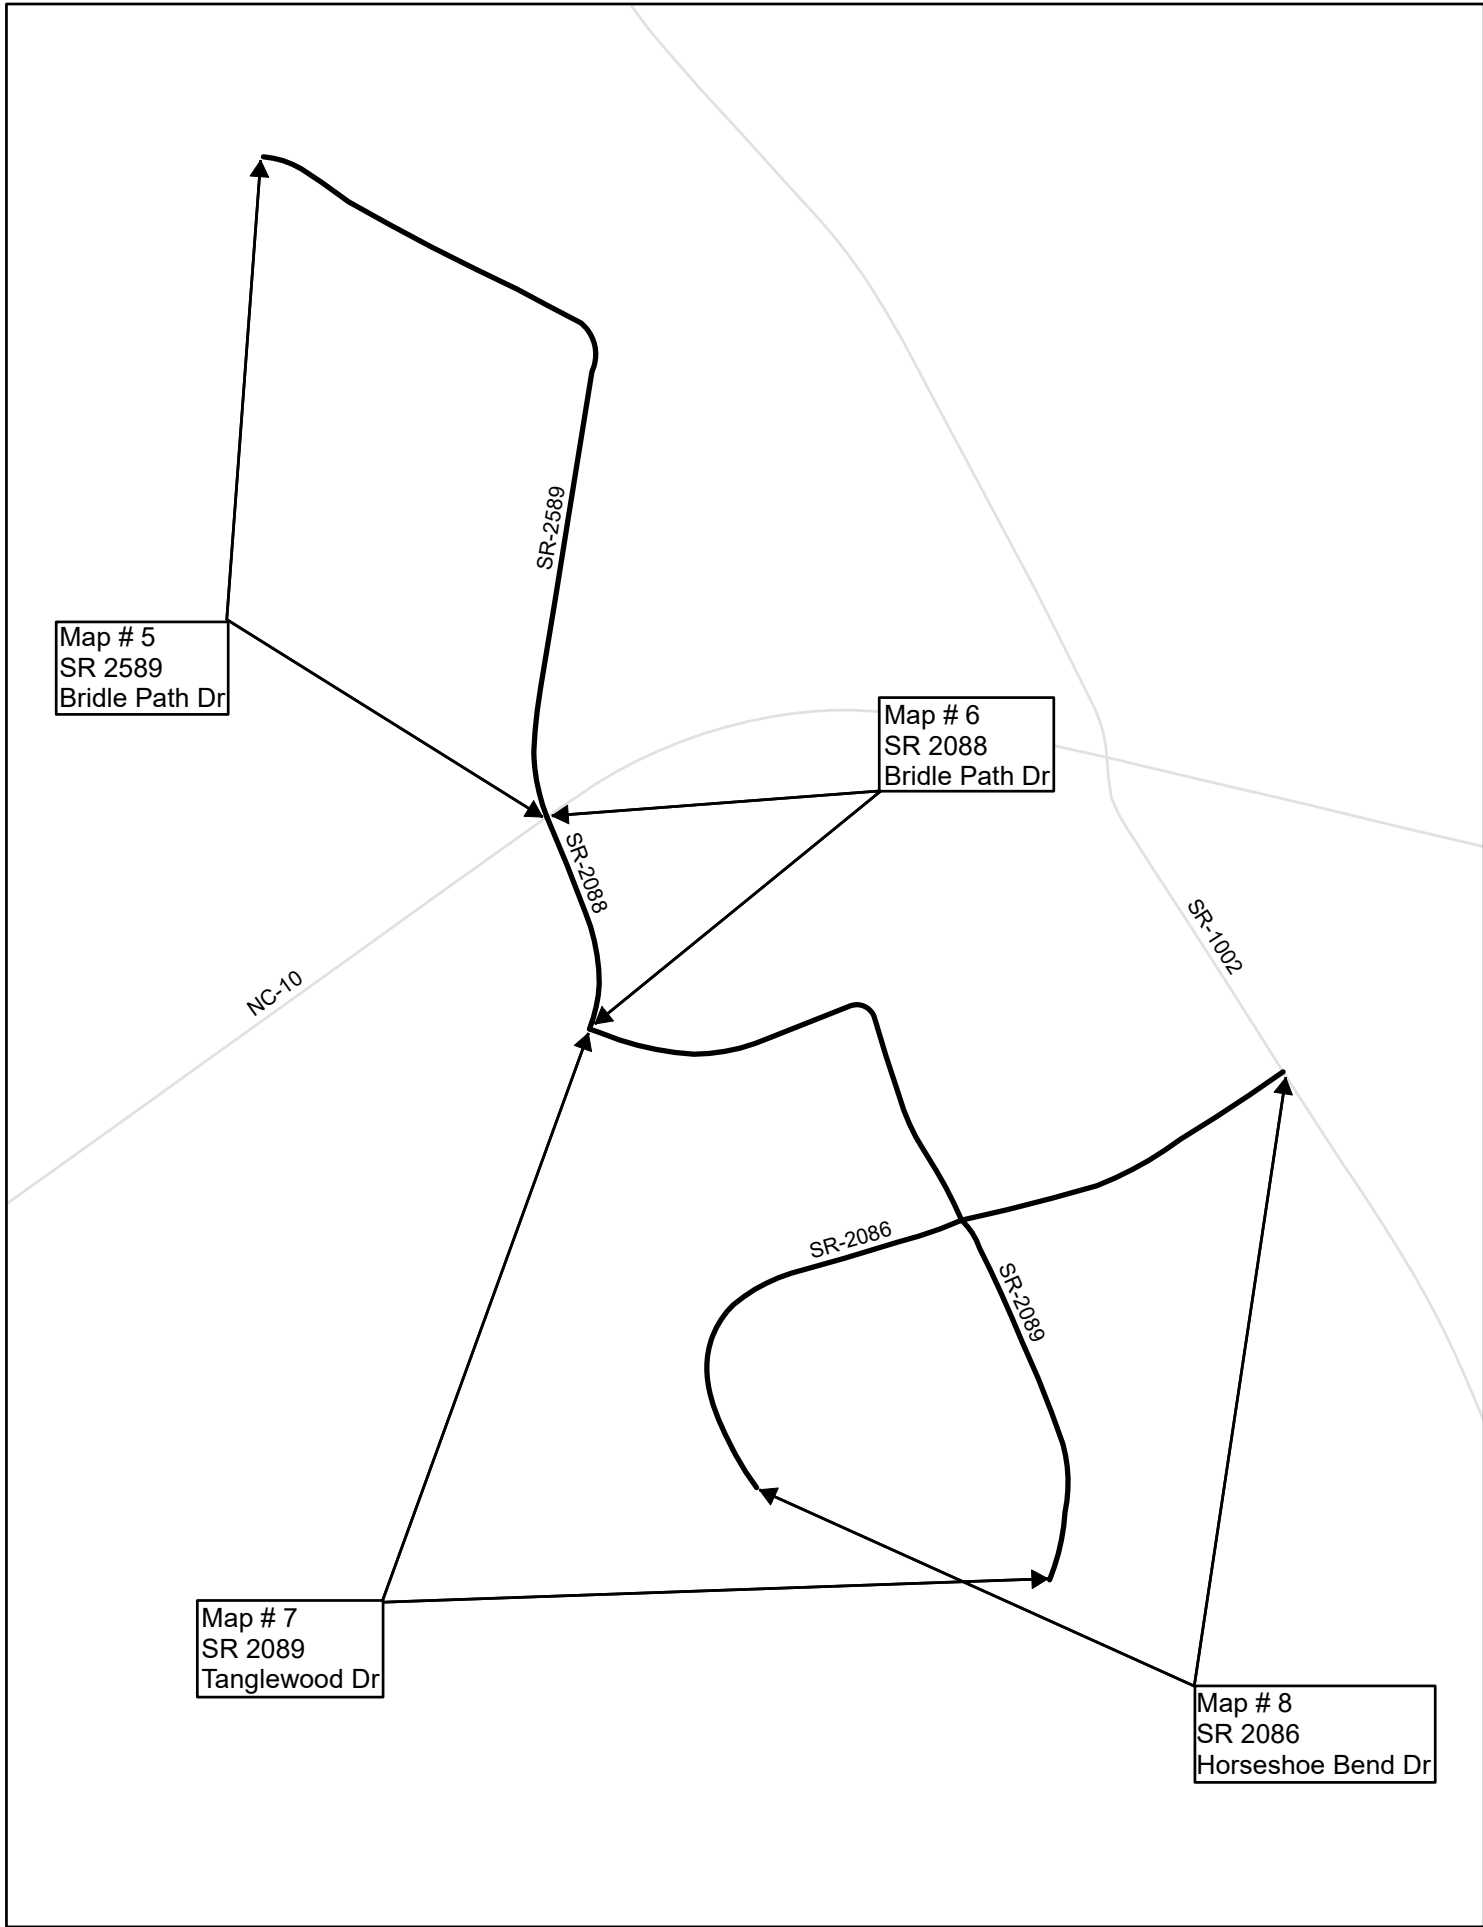 SR-2589
Map # 5
SR 2589
Bridle Path Dr
Map # 6
SR 2088
Bridle Path Dr
SR-2088
SR-1002
NC-10
SR-2086
SR-2089
Map # 7
SR 2089
Tanglewood Dr
Map # 8
SR 2086
Horseshoe Bend Dr